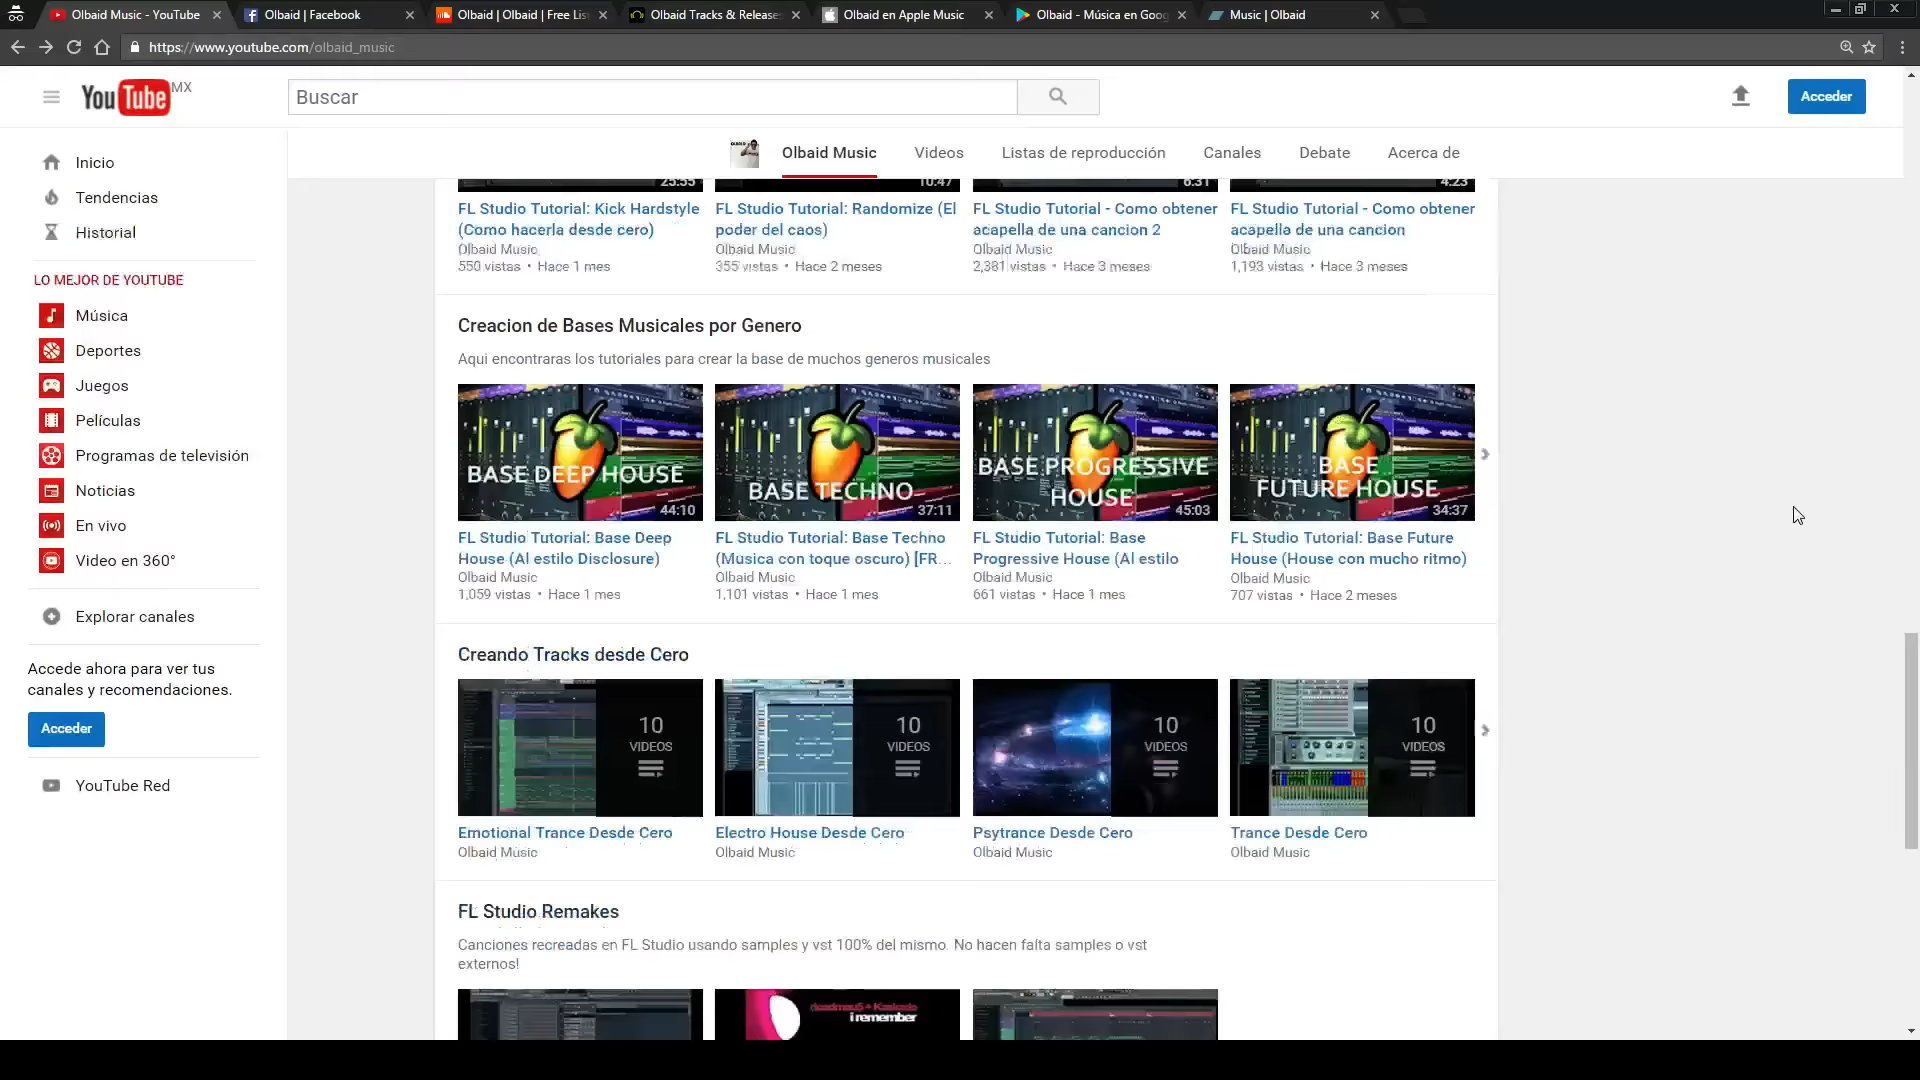 Olbaid Music - YouTube
Olbaid | Facebook
Olbaid | Olbaid | Free Lis
Olbaid Tracks & Releases
Olbaid en Apple Music
Olbaid - Música en Goog
Music | Olbaid
https://www.youtube.com/olbaid_music
YouTube MX
Buscar
Acceder
Olbaid Music
Videos
Listas de reproducción
Canales
Debate
Acerca de
Inicio
Tendencias
Historial
LO MEJOR DE YOUTUBE
Música
Deportes
Juegos
Películas
Programas de televisión
Noticias
En vivo
Video en 360°
Explorar canales
Accede ahora para ver tus
canales y recomendaciones.
Acceder
YouTube Red
25:55
10:47
6:31
4:23
FL Studio Tutorial: Kick Hardstyle
(Como hacerla desde cero)
Olbaid Music
550 vistas • Hace 1 mes
FL Studio Tutorial: Randomize (El
poder del caos)
Olbaid Music
355 vistas • Hace 2 meses
FL Studio Tutorial - Como obtener
acapella de una cancion 2
Olbaid Music
2,381 vistas • Hace 3 meses
FL Studio Tutorial - Como obtener
acapella de una cancion
Olbaid Music
1,193 vistas • Hace 3 meses
Creacion de Bases Musicales por Genero
Aqui encontraras los tutoriales para crear la base de muchos generos musicales
BASE DEEP HOUSE
44:10
BASE TECHNO
37:11
BASE PROGRESSIVE
HOUSE
45:03
BASE
FUTURE HOUSE
34:37
FL Studio Tutorial: Base Deep
House (Al estilo Disclosure)
Olbaid Music
1,059 vistas • Hace 1 mes
FL Studio Tutorial: Base Techno
(Musica con toque oscuro) [FR...
Olbaid Music
1,101 vistas • Hace 1 mes
FL Studio Tutorial: Base
Progressive House (Al estilo
Olbaid Music
661 vistas • Hace 1 mes
FL Studio Tutorial: Base Future
House (House con mucho ritmo)
Olbaid Music
707 vistas • Hace 2 meses
Creando Tracks desde Cero
10
VIDEOS
10
VIDEOS
10
VIDEOS
10
VIDEOS
Emotional Trance Desde Cero
Olbaid Music
Electro House Desde Cero
Olbaid Music
Psytrance Desde Cero
Olbaid Music
Trance Desde Cero
Olbaid Music
FL Studio Remakes
Canciones recreadas en FL Studio usando samples y vst 100% del mismo. No hacen falta samples o vst
externos!
deadmau5 + Kaskade
i remember